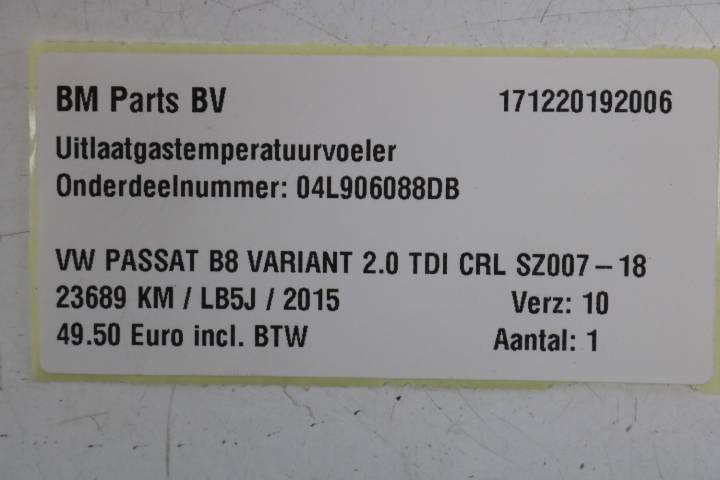 BM Parts BV 171220192006
Uitlaatgastemperatuurvoeler
Onderdeelnummer: 04L906088DB
VW PASSAT B8 VARIANT 2.0 TDI CRL SZ007-18
23689 KM / LB5J / 2015 Verz: 10
49.50 Euro incl. BTW Aantal: 1